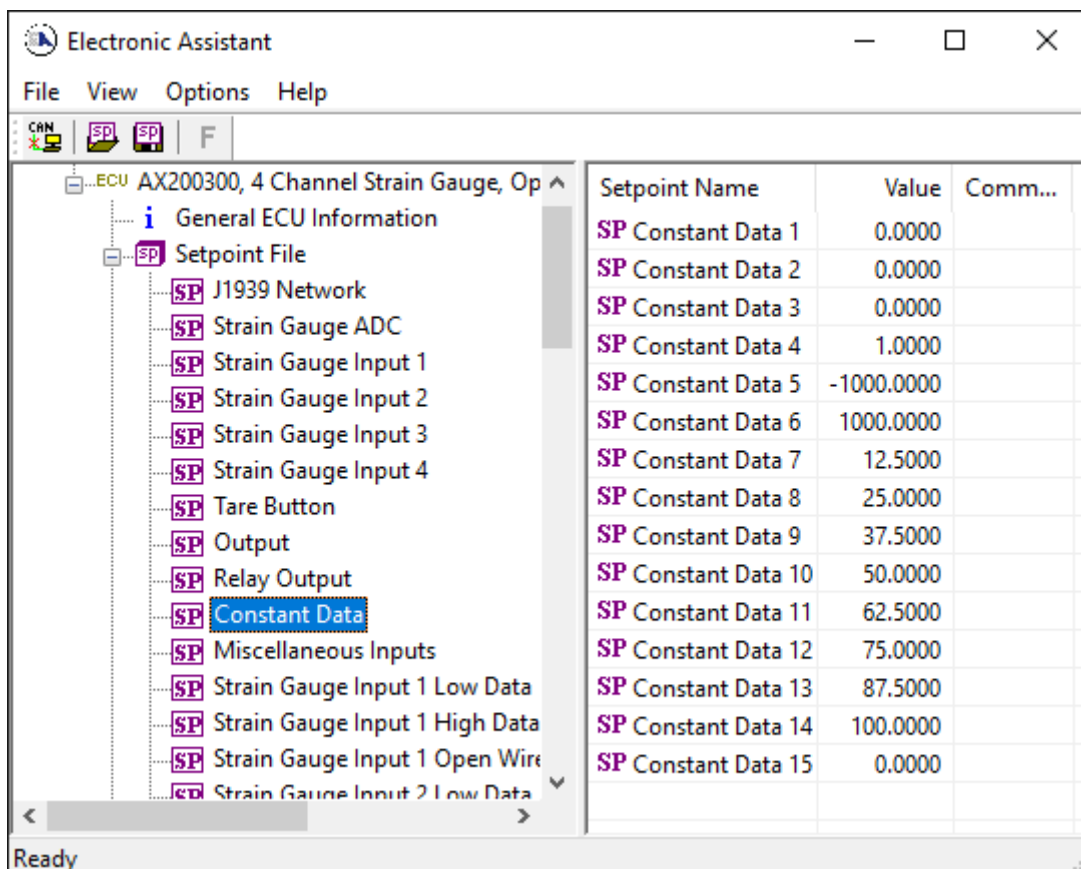 Electronic Assistant
File View Options Help
CAN SP SP F
ECU AX200300, 4 Channel Strain Gauge, Op
i General ECU Information
SP Setpoint File
SP J1939 Network
SP Strain Gauge ADC
SP Strain Gauge Input 1
SP Strain Gauge Input 2
SP Strain Gauge Input 3
SP Strain Gauge Input 4
SP Tare Button
SP Output
SP Relay Output
SP Constant Data
SP Miscellaneous Inputs
SP Strain Gauge Input 1 Low Data
SP Strain Gauge Input 1 High Data
SP Strain Gauge Input 1 Open Wire
SP Strain Gauge Input 2 Low Data
Setpoint Name Value Comm...
SP Constant Data 1 0.0000
SP Constant Data 2 0.0000
SP Constant Data 3 0.0000
SP Constant Data 4 1.0000
SP Constant Data 5 -1000.0000
SP Constant Data 6 1000.0000
SP Constant Data 7 12.5000
SP Constant Data 8 25.0000
SP Constant Data 9 37.5000
SP Constant Data 10 50.0000
SP Constant Data 11 62.5000
SP Constant Data 12 75.0000
SP Constant Data 13 87.5000
SP Constant Data 14 100.0000
SP Constant Data 15 0.0000
Ready